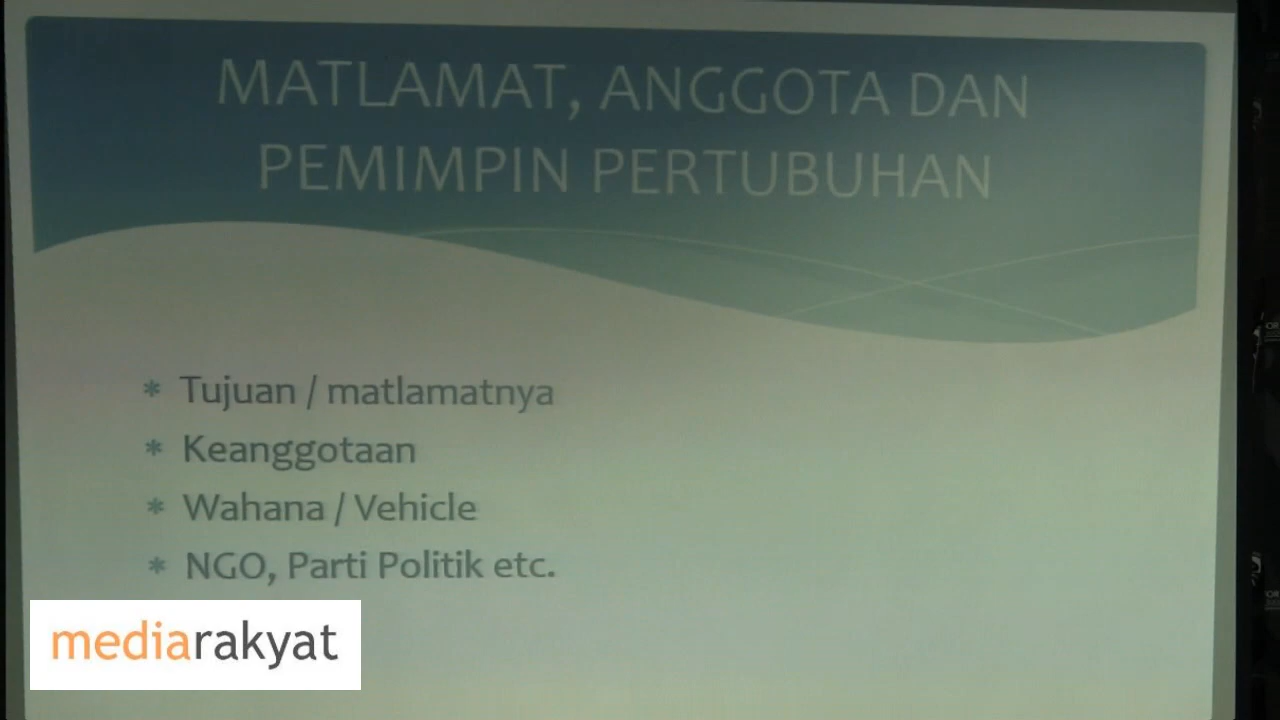 MATLAMAT, ANGGOTA DAN
PEMIMPIN PERTUBUHAN
* Tujuan / matlamatnya
* Keanggotaan
* Wahana / Vehicle
* NGO, Parti Politik etc.
mediarakyat